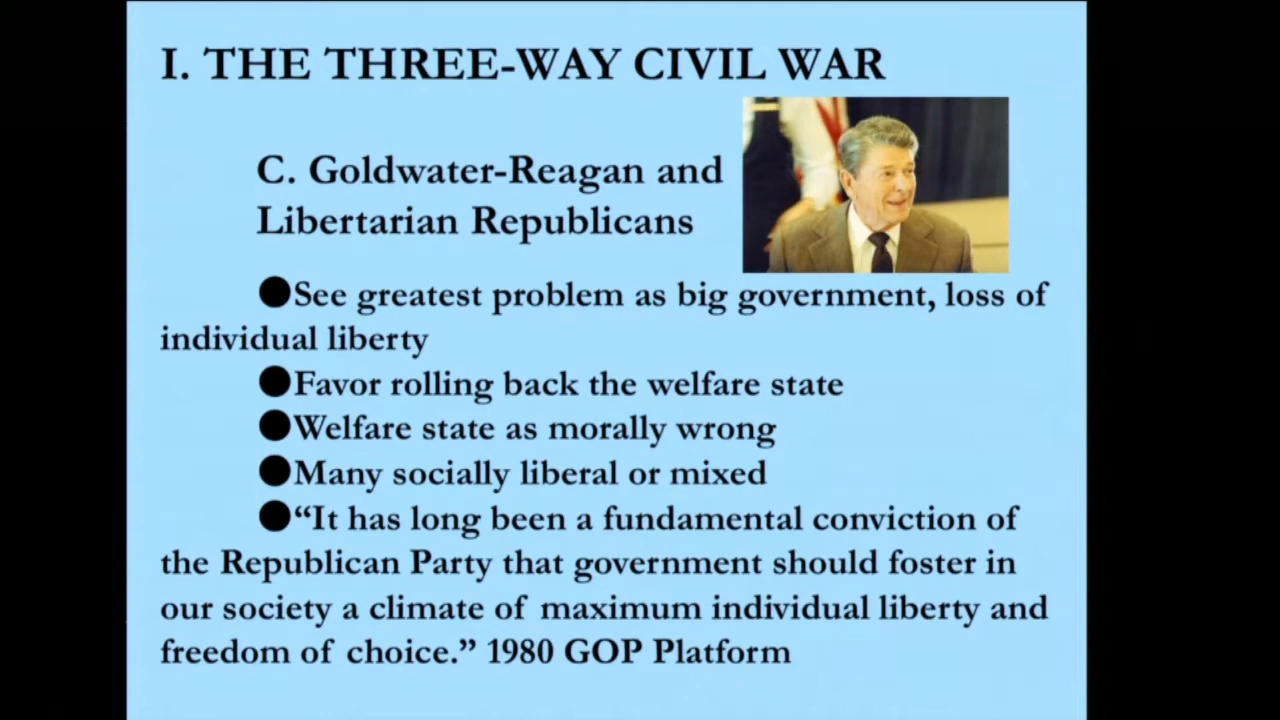 I. THE THREE-WAY CIVIL WAR
C. Goldwater-Reagan and
Libertarian Republicans
●See greatest problem as big government, loss of
individual liberty
●Favor rolling back the welfare state
●Welfare state as morally wrong
●Many socially liberal or mixed
●“It has long been a fundamental conviction of
the Republican Party that government should foster in
our society a climate of maximum individual liberty and
freedom of choice.” 1980 GOP Platform